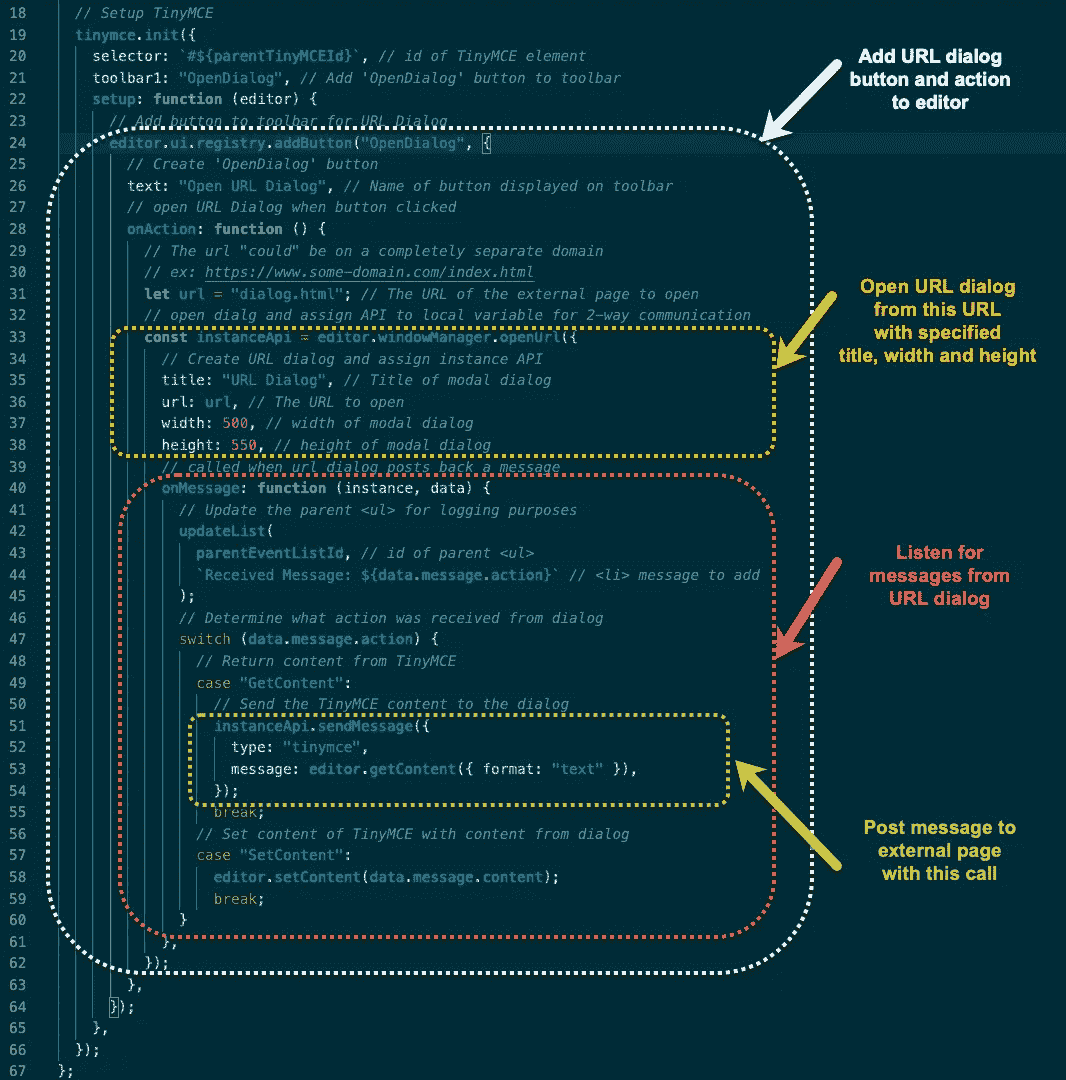 18 // Setup TinyMCE
19 tinymce.init({
20 selector: `#${parentTinyMCEId}`, // id of TinyMCE element
21 toolbar1: "OpenDialog", // Add 'OpenDialog' button to toolbar
22 setup: function (editor) {
23 // Add button to toolbar for URL Dialog
24 editor.ui.registry.addButton("OpenDialog", {
25 // Create 'OpenDialog' button
26 text: "Open URL Dialog", // Name of button displayed on toolbar
27 // open URL Dialog when button clicked
28 onAction: function () {
29 // The url "could" be on a completely separate domain
30 // ex: https://www.some-domain.com/index.html
31 let url = "dialog.html"; // The URL of the external page to open
32 // open dialg and assign API to local variable for 2-way communication
33 const instanceApi = editor.windowManager.openUrl({
34 // Create URL dialog and assign instance API
35 title: "URL Dialog", // Title of modal dialog
36 url: url, // The URL to open
37 width: 500, // width of modal dialog
38 height: 550, // height of modal dialog
39 // called when url dialog posts back a message
40 onMessage: function (instance, data) {
41 // Update the parent <ul> for logging purposes
42 updateList(
43 parentEventListId, // id of parent <ul>
44 `Received Message: ${data.message.action}` // <li> message to add
45 );
46 // Determine what action was received from dialog
47 switch (data.message.action) {
48 // Return content from TinyMCE
49 case "GetContent":
50 // Send the TinyMCE content to the dialog
51 instanceApi.sendMessage({
52 type: "tinymce",
53 message: editor.getContent({ format: "text" }),
54 });
55 break;
56 // Set content of TinyMCE with content from dialog
57 case "SetContent":
58 editor.setContent(data.message.content);
59 break;
60 }
61 },
62 });
63 },
64 });
65 },
66 });
67 };
Add URL dialog
button and action
to editor
Open URL dialog
from this URL
with specified
title, width and height
Listen for
messages from
URL dialog
Post message to
external page
with this call